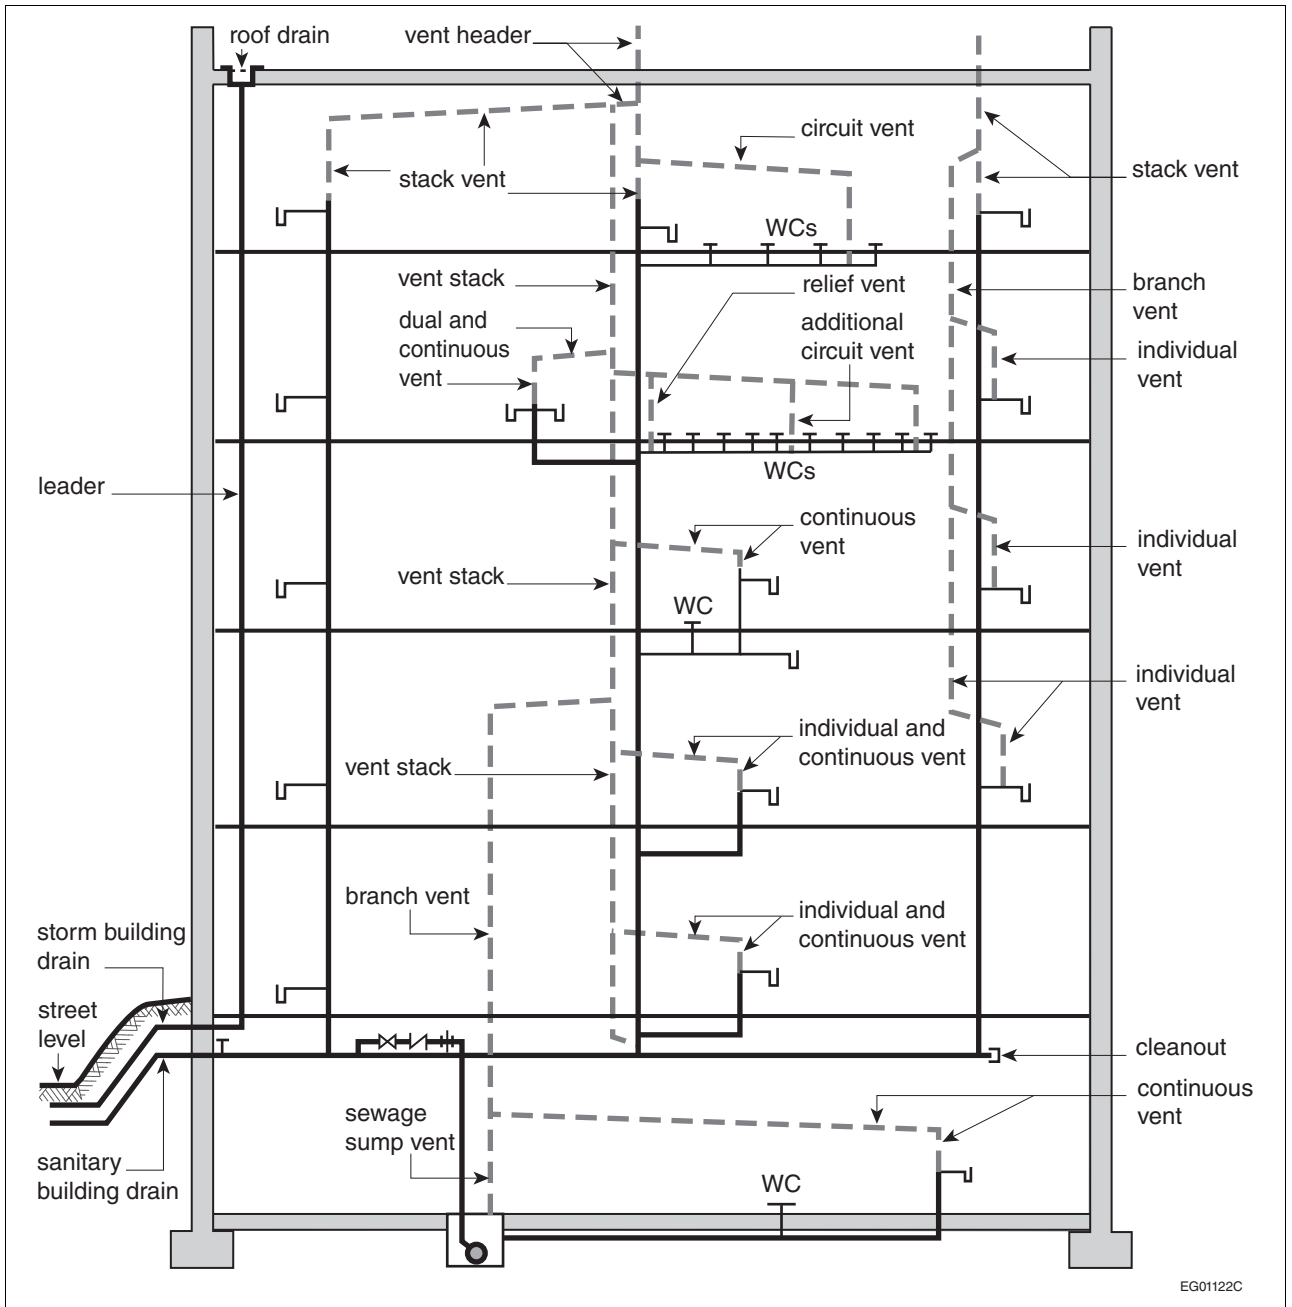 roof drain
vent header
circuit vent
stack vent
stack vent
WCs
vent stack
relief vent
branch
vent
dual and
continuous
vent
additional
circuit vent
individual
vent
WCs
leader
continuous
vent
individual
vent
vent stack
WC
individual
vent
individual and
continuous vent
vent stack
branch vent
individual and
continuous vent
storm building
drain
street
level
cleanout
continuous
vent
sewage
sump vent
sanitary
building drain
WC
EG01122C